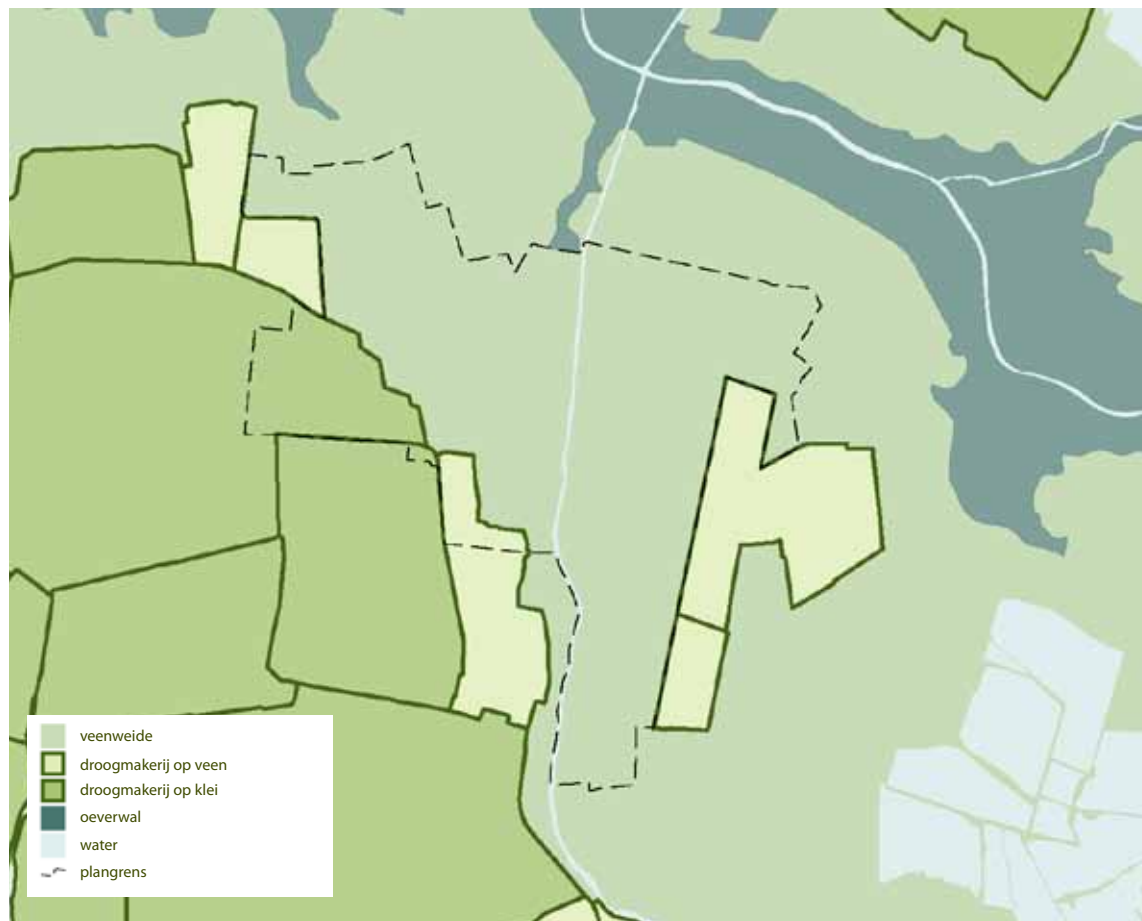 veenweide
droogmakerij op veen
droogmakerij op klei
oeverwal
water
plangrens